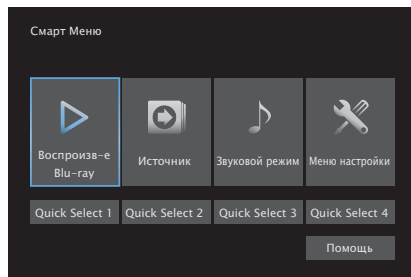 Смарт Меню
Воспроизв-е
Blu-ray
Источник
Звуковой режим
Меню настройки
Quick Select 1
Quick Select 2
Quick Select 3
Quick Select 4
Помощь